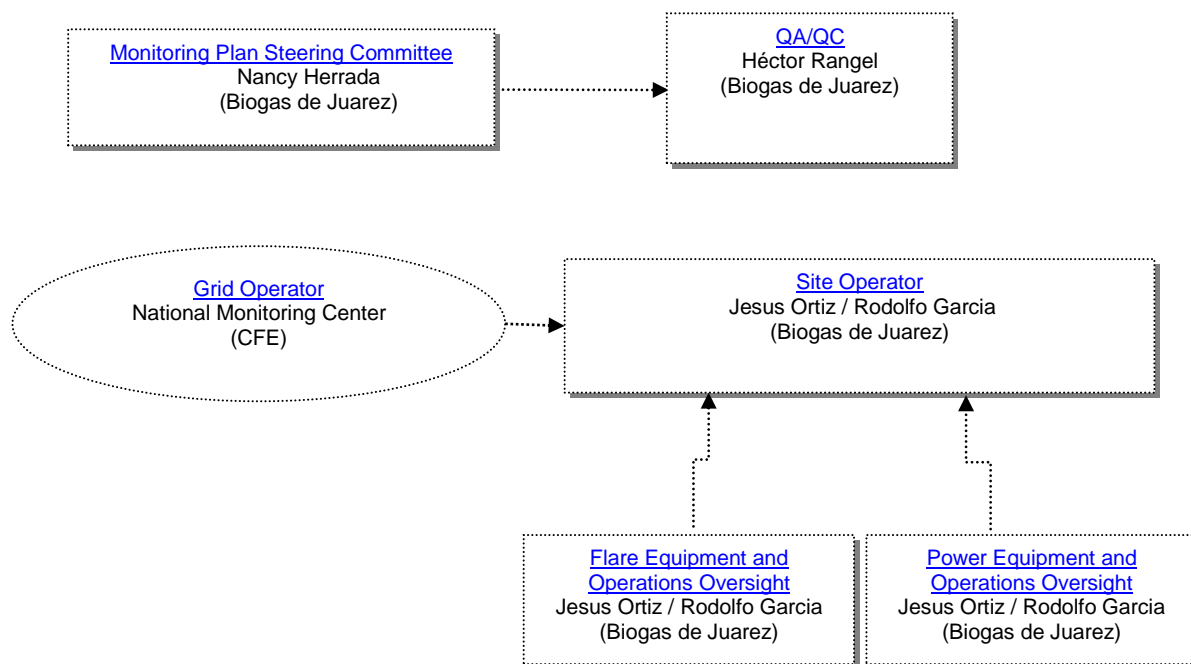 Monitoring Plan Steering Committee
Nancy Herrada
(Biogas de Juarez)
QA/QC
Héctor Rangel
(Biogas de Juarez)
Grid Operator
National Monitoring Center
(CFE)
Site Operator
Jesus Ortiz / Rodolfo Garcia
(Biogas de Juarez)
Flare Equipment and
Operations Oversight
Jesus Ortiz / Rodolfo Garcia
(Biogas de Juarez)
Power Equipment and
Operations Oversight
Jesus Ortiz / Rodolfo Garcia
(Biogas de Juarez)